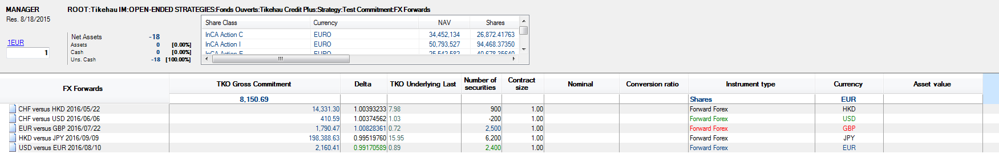 MANAGER
Res. 8/18/2015
1EUR
1
ROOT:Tikehau IM:OPEN-ENDED STRATEGIES:Fonds Ouverts:Tikehau Credit Plus:Strategy:Test Commitment:FX Forwards
Net Assets -18
Assets 0 [0.00%]
Cash 0 [0.00%]
Uns. Cash -18 [100.00%]
Share Class Currency NAV Shares
InCA Action C EURO 34,452,134 26,872.41763
InCA Action I EURO 50,793,527 94,468.37350
InCA Action F EURO 25,542,582 40,678.35640
FX Forwards TKO Gross Commitment Delta TKO Underlying Last Number of securities Contract size Nominal Conversion ratio Instrument type Currency Asset value
8,150.69 Shares EUR
CHF versus HKD 2016/05/22 14,331.30 1.00393233 7.98 900 1.00 Forward Forex HKD
CHF versus USD 2016/06/06 410.59 1.00374562 1.03 -200 1.00 Forward Forex USD
EUR versus GBP 2016/07/22 1,790.47 1.00828361 0.72 2,500 1.00 Forward Forex GBP
HKD versus JPY 2016/09/09 198,388.63 0.99519760 15.95 6,200 1.00 Forward Forex JPY
USD versus EUR 2016/08/10 2,160.41 0.99170589 0.89 2,400 1.00 Forward Forex EUR